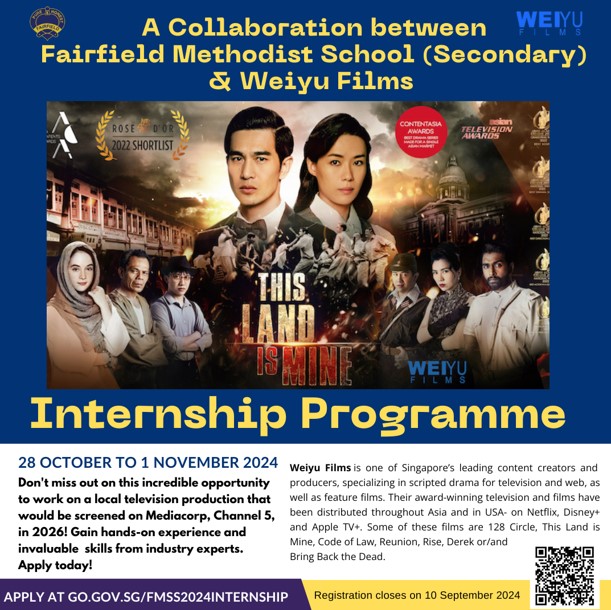 A Collaboration between
WEIYU
FILMS
Fairfield Methodist School (Secondary)
& Weiyu Films
ROSE D'OR
2022 SHORTLIST
CONTENTASIA
AWARDS
asian
TELEVISION
AWARDS
THIS
LAND
IS MINE
WEIYU
FILMS
Internship Programme
28 OCTOBER TO 1 NOVEMBER 2024
Don't miss out on this incredible opportunity
to work on a local television production that
would be screened on Mediacorp, Channel 5,
in 2026! Gain hands-on experience and
invaluable skills from industry experts.
Apply today!
Weiyu Films is one of Singapore's leading content creators and
producers, specializing in scripted drama for television and web, as
well as feature films. Their award-winning television and films have
been distributed throughout Asia and in USA- on Netflix, Disney+
and Apple TV+. Some of these films are 128 Circle, This Land is
Mine, Code of Law, Reunion, Rise, Derek or/and
Bring Back the Dead.
APPLY AT GO.GOV.SG/FMSS2024INTERNSHIP
Registration closes on 10 September 2024